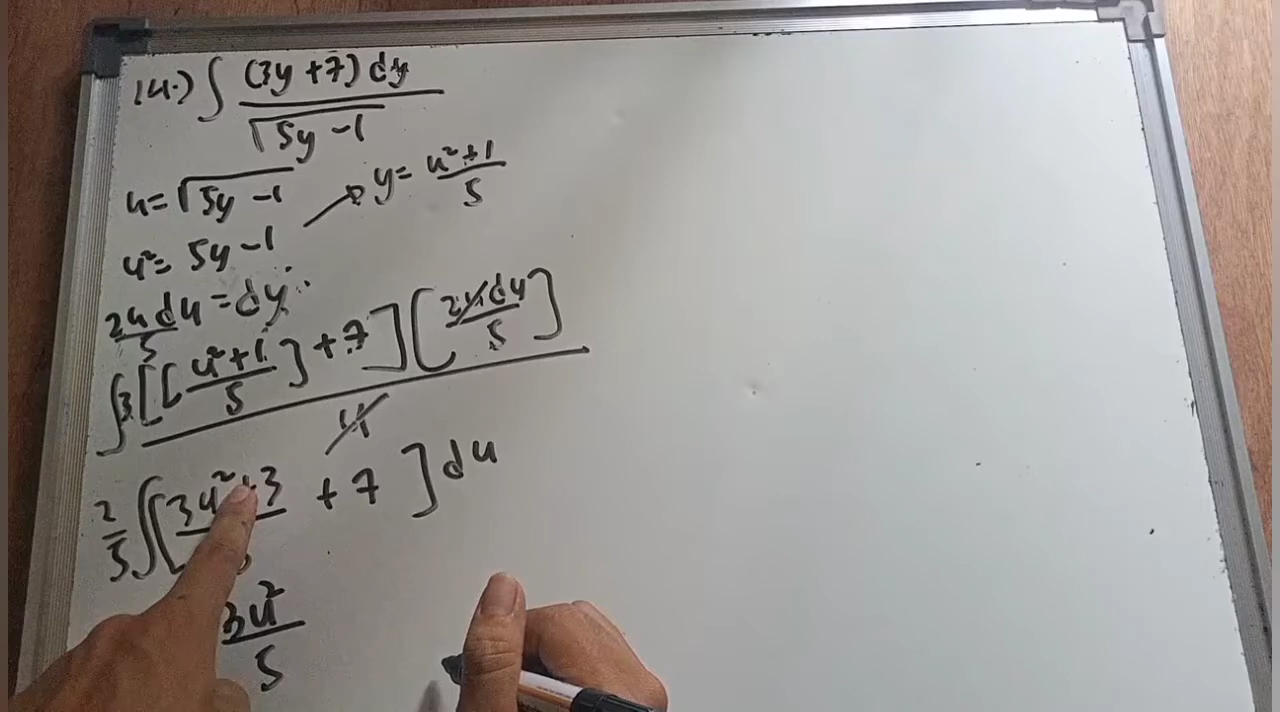 14.) ∫ (3y + 7) dy / √5y - 1
u = √5y - 1 → y = u² + 1 / 5
u² = 5y - 1
2u du / 5 = dy
∫ 3 [ [ u² + 1 / 5 ] + 7 ] [ 2u du / 5 ] / u
2/5 ∫ [ 3u² + 3 / + 7 ] du
3u² / 5